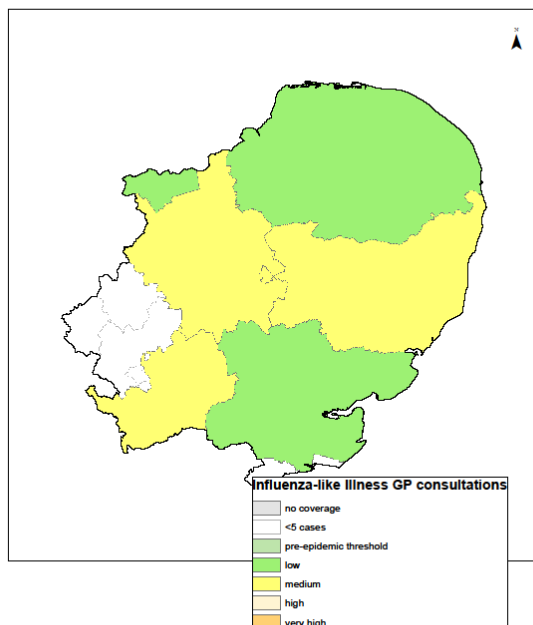 N
Influenza-like Illness GP consultations
no coverage
<5 cases
pre-epidemic threshold
low
medium
high
very high